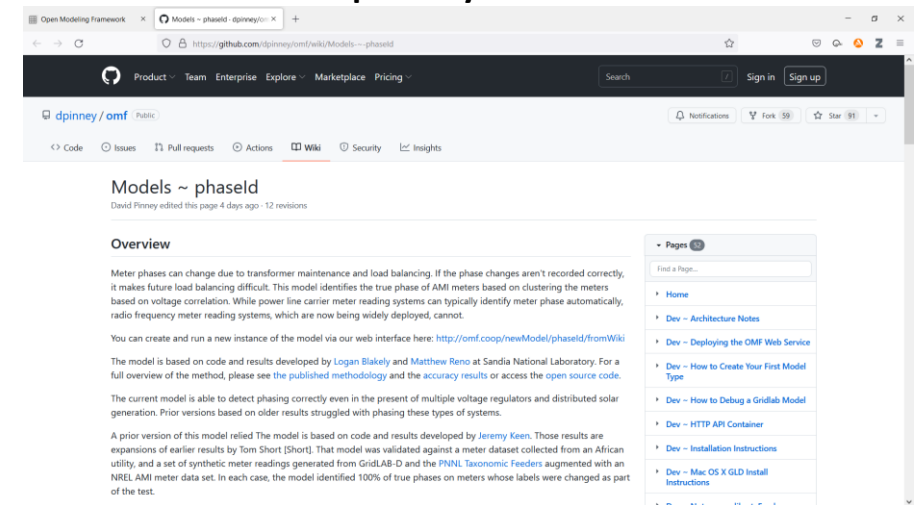 Open Modeling Framework
Models ~ phaseId · dpinney/om
https://github.com/dpinney/omf/wiki/Models-~-phaseId
Product Team Enterprise Explore Marketplace Pricing
Search
/
Sign in
Sign up
dpinney / omf Public
Notifications
Fork 59
Star 91
Code
Issues
Pull requests
Actions
Wiki
Security
Insights
Models ~ phaseId
David Pinney edited this page 4 days ago · 12 revisions
Overview
Meter phases can change due to transformer maintenance and load balancing. If the phase changes aren't recorded correctly,
it makes future load balancing difficult. This model identifies the true phase of AMI meters based on clustering the meters
based on voltage correlation. While power line carrier meter reading systems can typically identify meter phase automatically,
radio frequency meter reading systems, which are now being widely deployed, cannot.
You can create and run a new instance of the model via our web interface here: http://omf.coop/newModel/phaseId/fromWiki
The model is based on code and results developed by Logan Blakely and Matthew Reno at Sandia National Laboratory. For a
full overview of the method, please see the published methodology and the accuracy results or access the open source code.
The current model is able to detect phasing correctly even in the present of multiple voltage regulators and distributed solar
generation. Prior versions based on older results struggled with phasing these types of systems.
A prior version of this model relied The model is based on code and results developed by Jeremy Keen. Those results are
expansions of earlier results by Tom Short [Short]. That model was validated against a meter dataset collected from an African
utility, and a set of synthetic meter readings generated from GridLAB-D and the PNNL Taxonomic Feeders augmented with an
NREL AMI meter data set. In each case, the model identified 100% of true phases on meters whose labels were changed as part
of the test.
Pages 52
Find a Page...
Home
Dev ~ Architecture Notes
Dev ~ Deploying the OMF Web Service
Dev ~ How to Create Your First Model
Type
Dev ~ How to Debug a Gridlab Model
Dev ~ HTTP API Container
Dev ~ Installation Instructions
Dev ~ Mac OS X GLD Install
Instructions